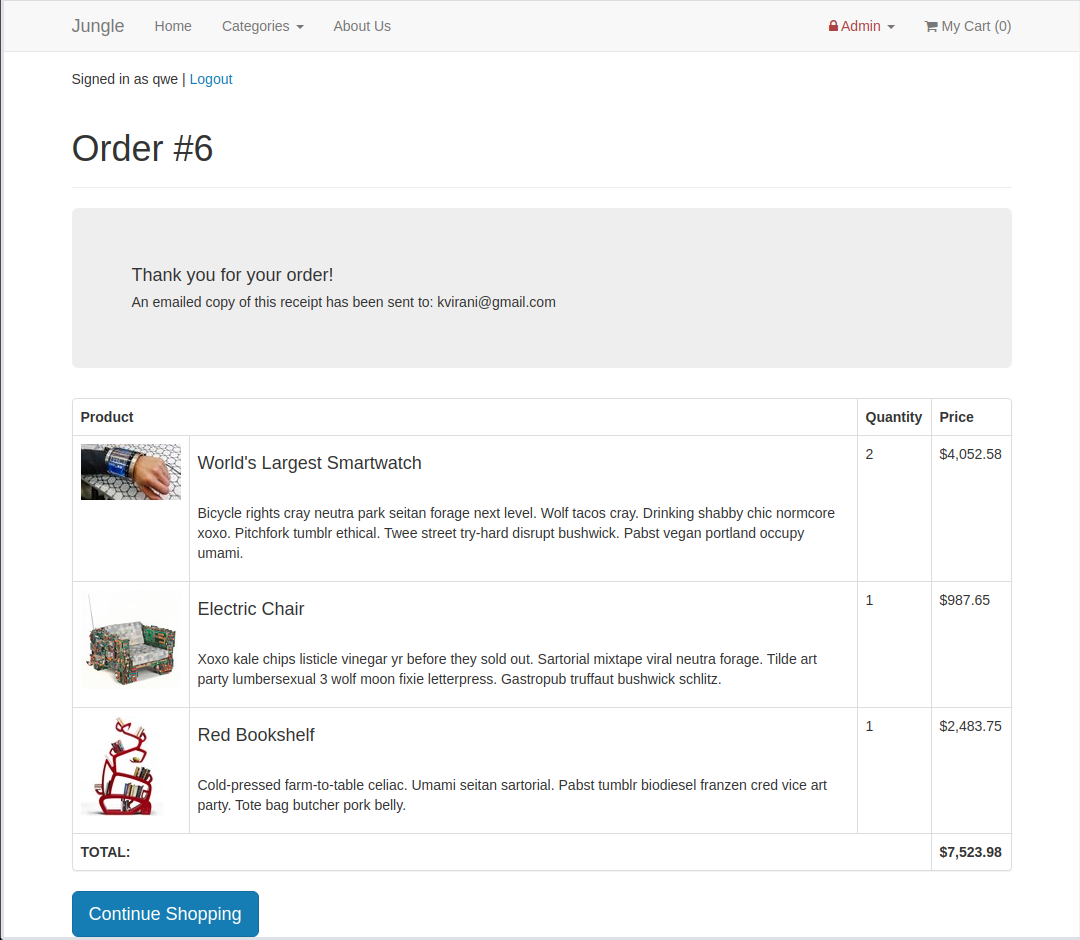 Jungle Home Categories About Us Admin My Cart (0)
Signed in as qwe | Logout
Order #6
Thank you for your order!
An emailed copy of this receipt has been sent to: kvirani@gmail.com
Product Quantity Price
World's Largest Smartwatch 2 $4,052.58
Bicycle rights cray neutra park seitan forage next level. Wolf tacos cray. Drinking shabby chic normcore
xoxo. Pitchfork tumblr ethical. Twee street try-hard disrupt bushwick. Pabst vegan portland occupy
umami.
Electric Chair 1 $987.65
Xoxo kale chips listicle vinegar yr before they sold out. Sartorial mixtape viral neutra forage. Tilde art
party lumbersexual 3 wolf moon fixie letterpress. Gastropub truffaut bushwick schlitz.
Red Bookshelf 1 $2,483.75
Cold-pressed farm-to-table celiac. Umami seitan sartorial. Pabst tumblr biodiesel franzen cred vice art
party. Tote bag butcher pork belly.
TOTAL: $7,523.98
Continue Shopping